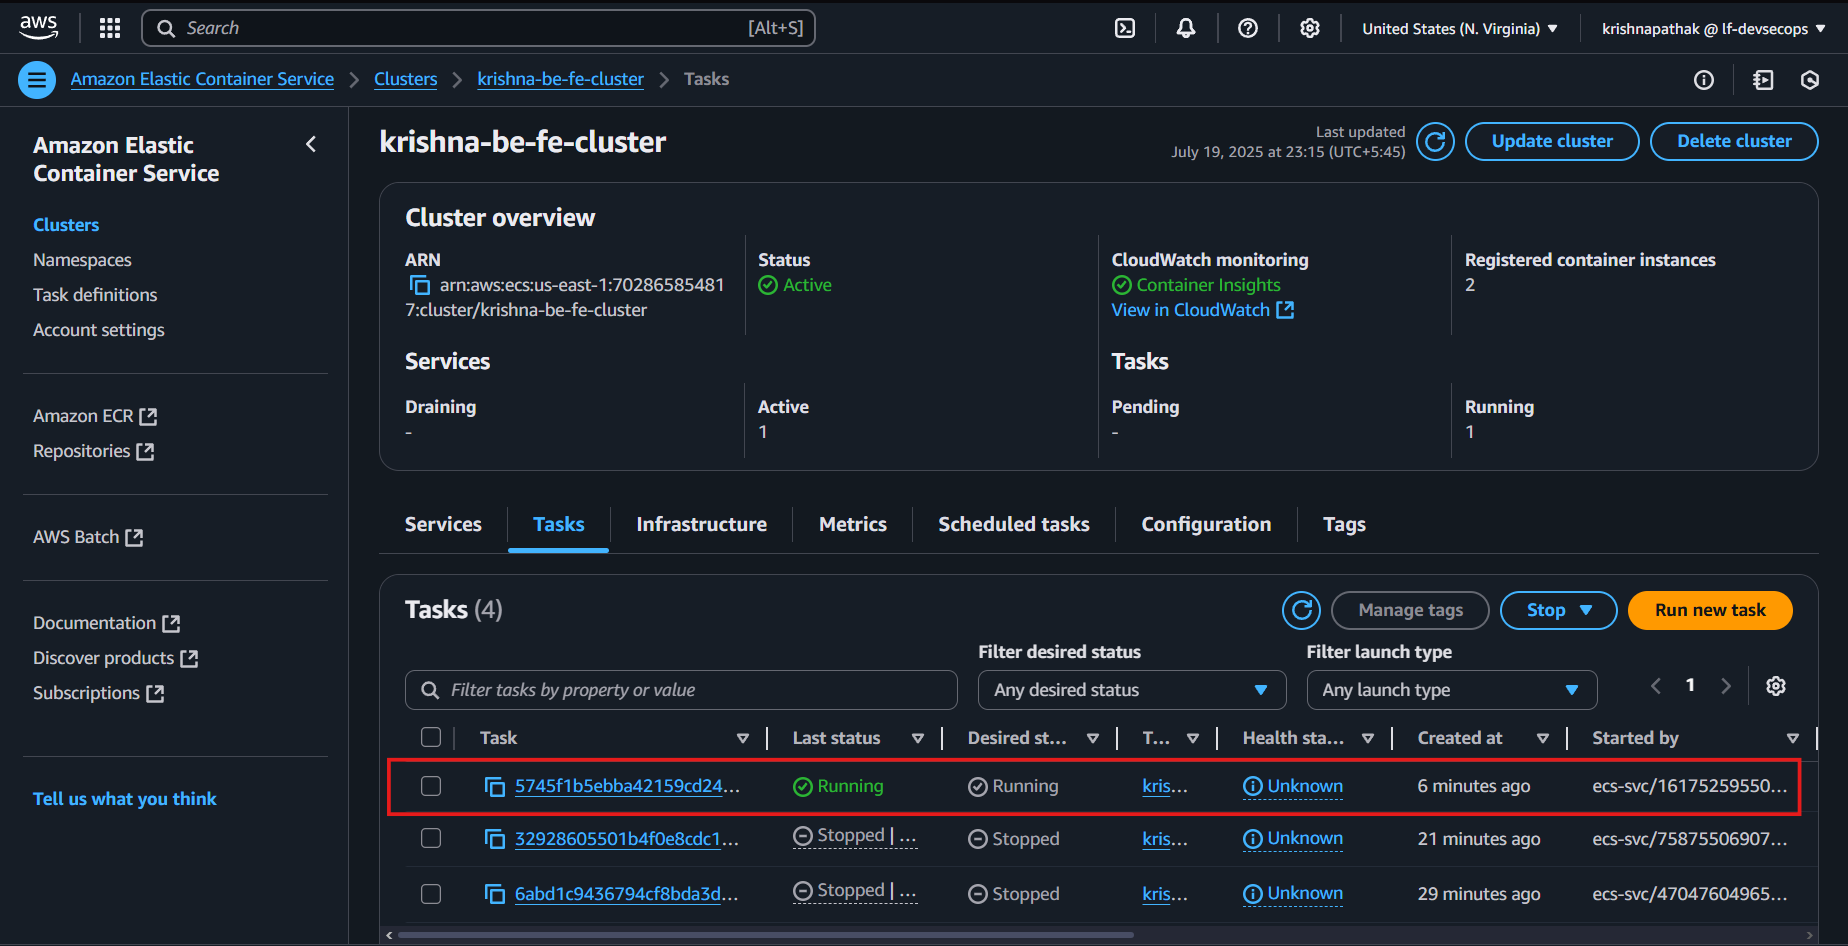 aws
Search [Alt+S]
United States (N. Virginia)
krishnapathak @ lf-devsecops
Amazon Elastic Container Service
Clusters
krishna-be-fe-cluster
Tasks
Amazon Elastic
Container Service
Clusters
Namespaces
Task definitions
Account settings
Amazon ECR
Repositories
AWS Batch
Documentation
Discover products
Subscriptions
Tell us what you think
krishna-be-fe-cluster
Last updated
July 19, 2025 at 23:15 (UTC+5:45)
Update cluster
Delete cluster
Cluster overview
ARN
arn:aws:ecs:us-east-1:70286585481
7:cluster/krishna-be-fe-cluster
Status
Active
CloudWatch monitoring
Container Insights
View in CloudWatch
Registered container instances
2
Services
Draining
-
Active
1
Tasks
Pending
-
Running
1
Services
Tasks
Infrastructure
Metrics
Scheduled tasks
Configuration
Tags
Tasks (4)
Manage tags
Stop
Run new task
Filter tasks by property or value
Filter desired status
Any desired status
Filter launch type
Any launch type
1
Task Last status Desired st... T... Health sta... Created at Started by
5745f1b5ebba42159cd24... Running Running kris... Unknown 6 minutes ago ecs-svc/16175259550...
32928605501b4f0e8cdc1... Stopped | ... Stopped kris... Unknown 21 minutes ago ecs-svc/75875506907...
6abd1c9436794cf8bda3d... Stopped | ... Stopped kris... Unknown 29 minutes ago ecs-svc/47047604965...